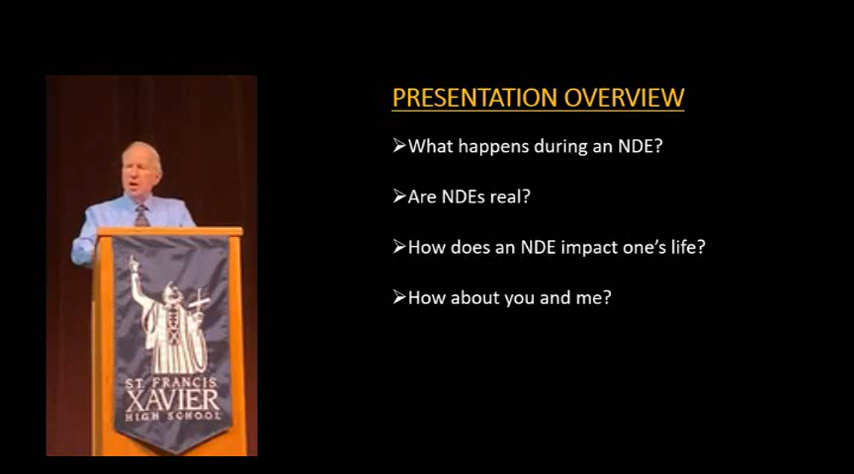 PRESENTATION OVERVIEW
➢What happens during an NDE?
➢Are NDEs real?
➢How does an NDE impact one's life?
➢How about you and me?
ST. FRANCIS
XAVIER
HIGH SCHOOL